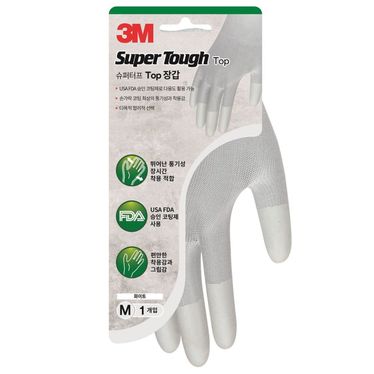 3M
Super Tough Top
슈퍼터프 Top 장갑
• USA FDA 승인 코팅제로 다용도 활용 가능
• 손가락 코팅 최상의 통기성과 착용감
• 다목적 합리적 선택
뛰어난 통기성
장시간
착용 적합
FDA
USA FDA
승인 코팅제
사용
편안한
착용감과
그립감
화이트
M 1개입